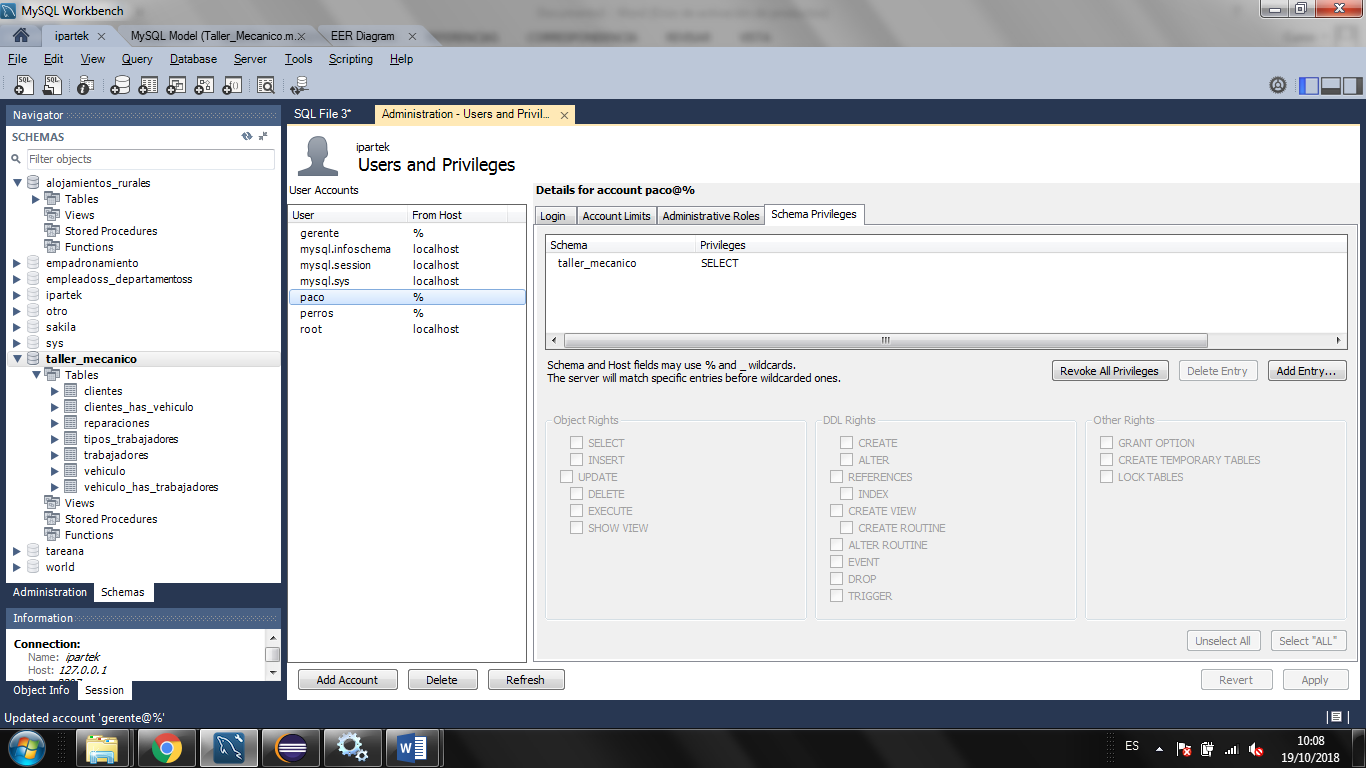 MySQL Workbench
ipartek
MySQL Model (Taller_Mecanico.m...
EER Diagram
File Edit View Query Database Server Tools Scripting Help
Navigator
SCHEMAS
Filter objects
alojamientos_rurales
Tables
Views
Stored Procedures
Functions
empadronamiento
empleadoss_departamentoss
ipartek
otro
sakila
sys
taller_mecanico
Tables
clientes
clientes_has_vehiculo
reparaciones
tipos_trabajadores
trabajadores
vehiculo
vehiculo_has_trabajadores
Views
Stored Procedures
Functions
tareana
world
Administration Schemas
Information
Connection:
Name: ipartek
Host: 127.0.0.1
Object Info Session
SQL File 3*
Administration - Users and Privil...
ipartek
Users and Privileges
User Accounts
User From Host
gerente %
mysql.infoschema localhost
mysql.session localhost
mysql.sys localhost
paco %
perros %
root localhost
Add Account Delete Refresh
Details for account paco@%
Login Account Limits Administrative Roles Schema Privileges
Schema Privileges
taller_mecanico SELECT
Schema and Host fields may use % and _ wildcards.
The server will match specific entries before wildcarded ones.
Revoke All Privileges Delete Entry Add Entry...
Object Rights
SELECT
INSERT
UPDATE
DELETE
EXECUTE
SHOW VIEW
DDL Rights
CREATE
ALTER
REFERENCES
INDEX
CREATE VIEW
CREATE ROUTINE
ALTER ROUTINE
EVENT
DROP
TRIGGER
Other Rights
GRANT OPTION
CREATE TEMPORARY TABLES
LOCK TABLES
Unselect All Select "ALL"
Revert Apply
Updated account 'gerente@%'
ES
10:08
19/10/2018